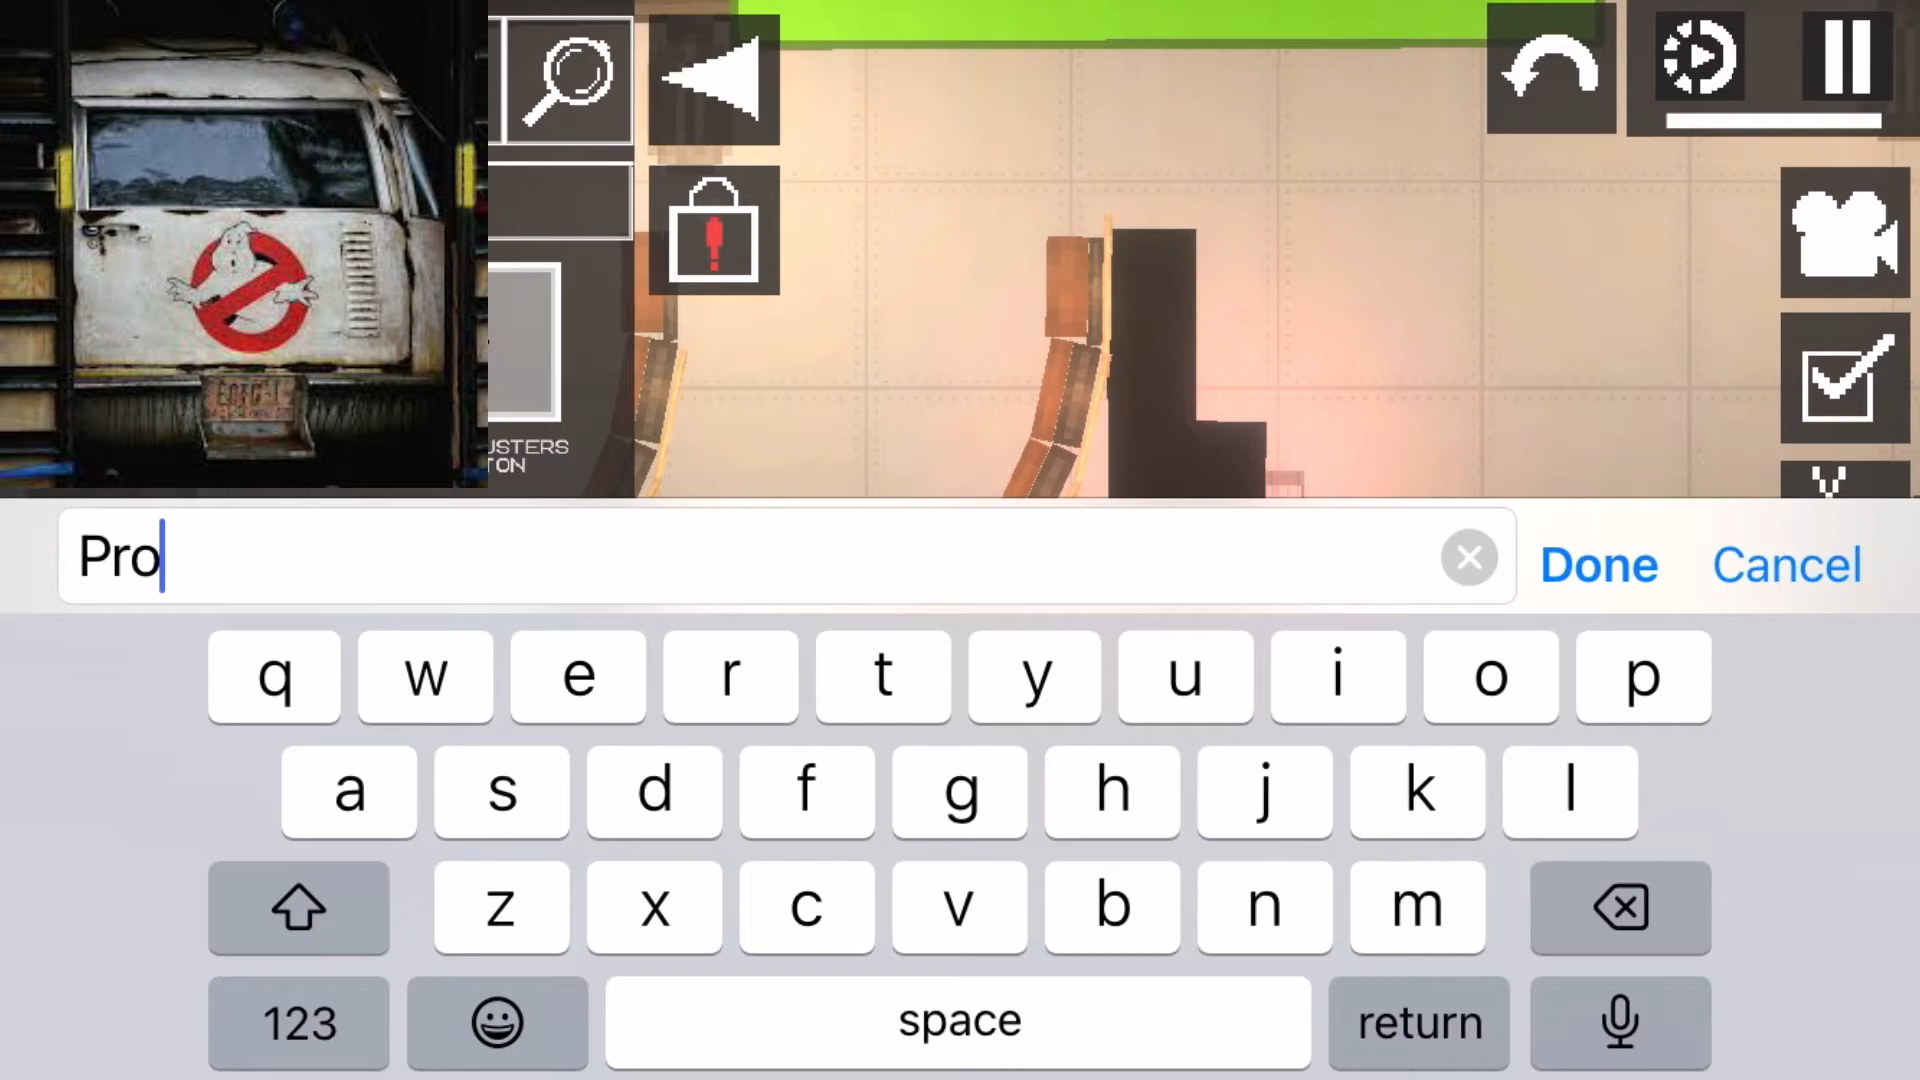 USTERS
TON
Pro
Done
Cancel
q w e r t y u i o p
a s d f g h j k l
z x c v b n m
123
space
return